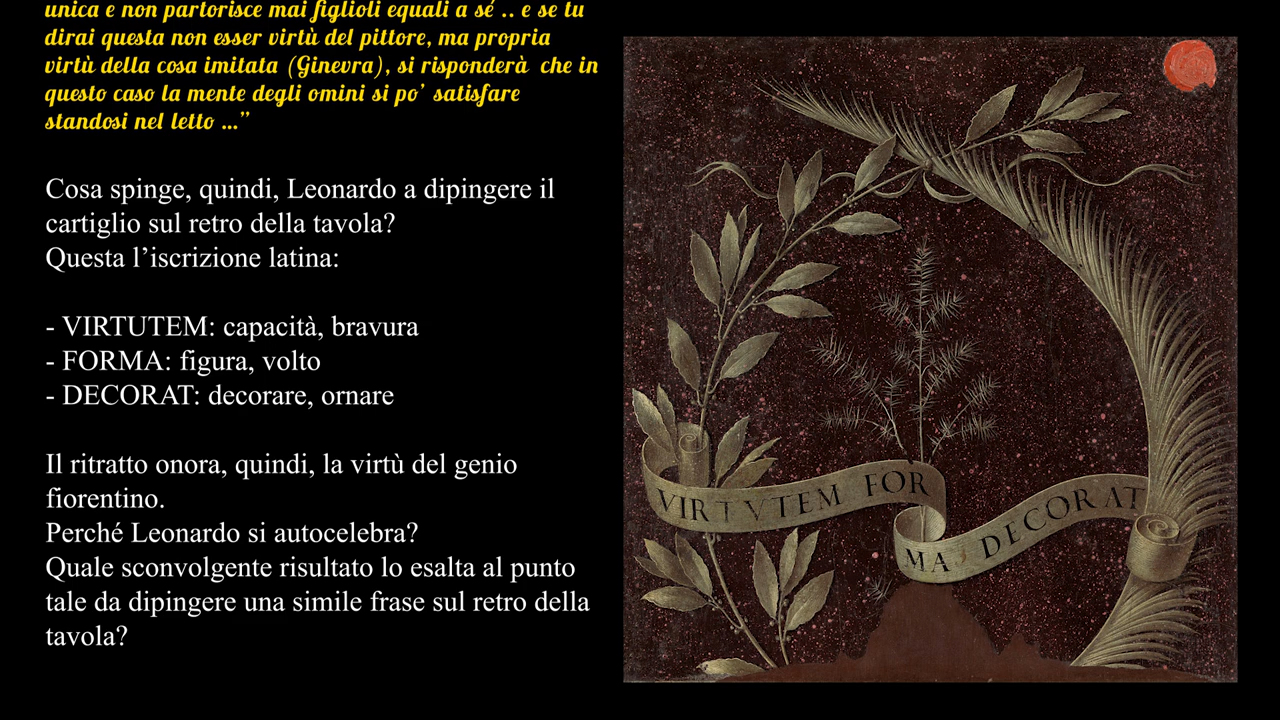 unica e non partorisce mai figlioli equali a sé .. e se tu
dirai questa non esser virtù del pittore, ma propria
virtù della cosa imitata (Ginevra), si risponderà che in
questo caso la mente degli omini si po’ satisfare
standosi nel letto ...”
Cosa spinge, quindi, Leonardo a dipingere il
cartiglio sul retro della tavola?
Questa l’iscrizione latina:
- VIRTUTEM: capacità, bravura
- FORMA: figura, volto
- DECORAT: decorare, ornare
Il ritratto onora, quindi, la virtù del genio
fiorentino.
Perché Leonardo si autocelebra?
Quale sconvolgente risultato lo esalta al punto
tale da dipingere una simile frase sul retro della
tavola?
VIRTVTEM FOR
MA DECORAT